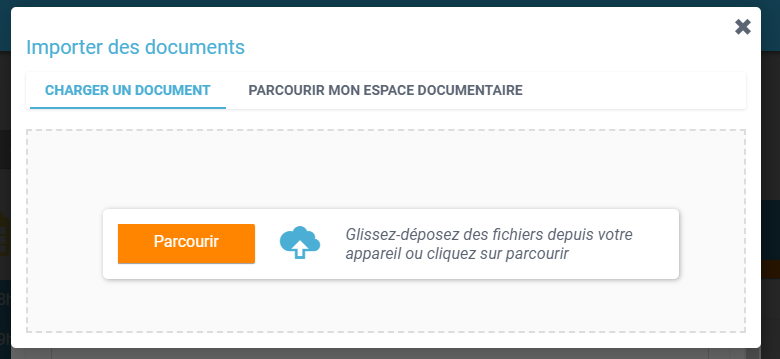 Importer des documents
CHARGER UN DOCUMENT PARCOURIR MON ESPACE DOCUMENTAIRE
Parcourir
Glissez-déposez des fichiers depuis votre
appareil ou cliquez sur parcourir